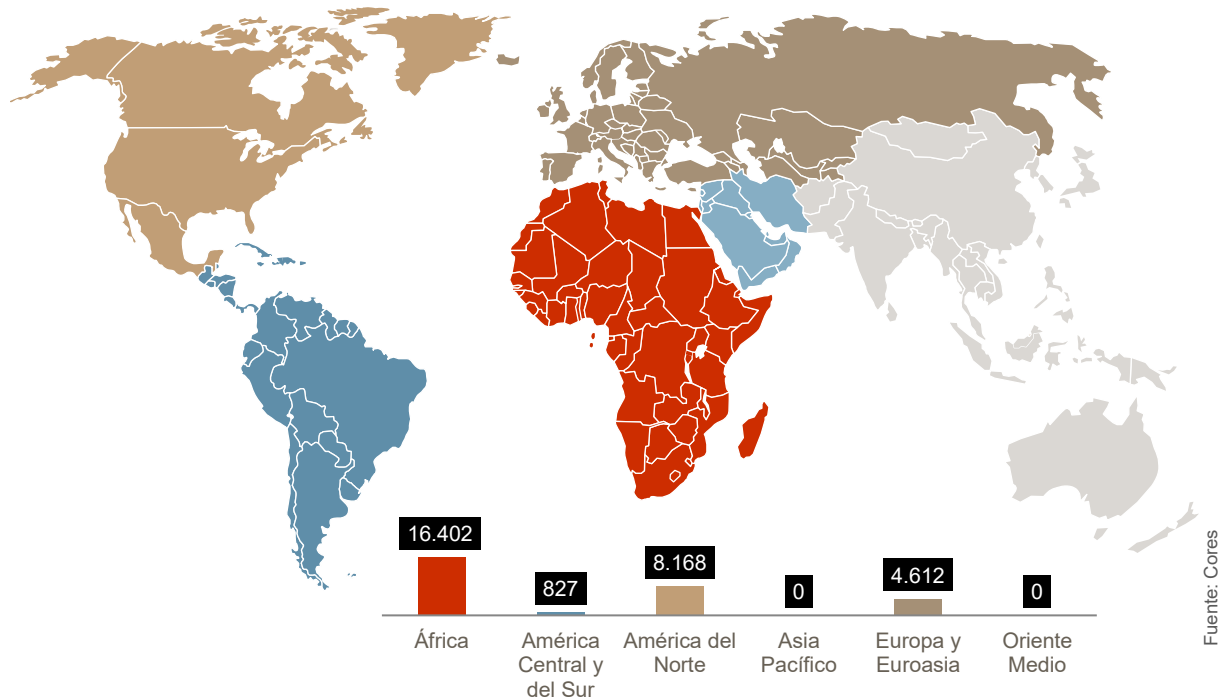 16.402
827
8.168
0
4.612
0
África
América
Central y
del Sur
América del
Norte
Asia
Pacífico
Europa y
Euroasia
Oriente
Medio
Fuente: Cores